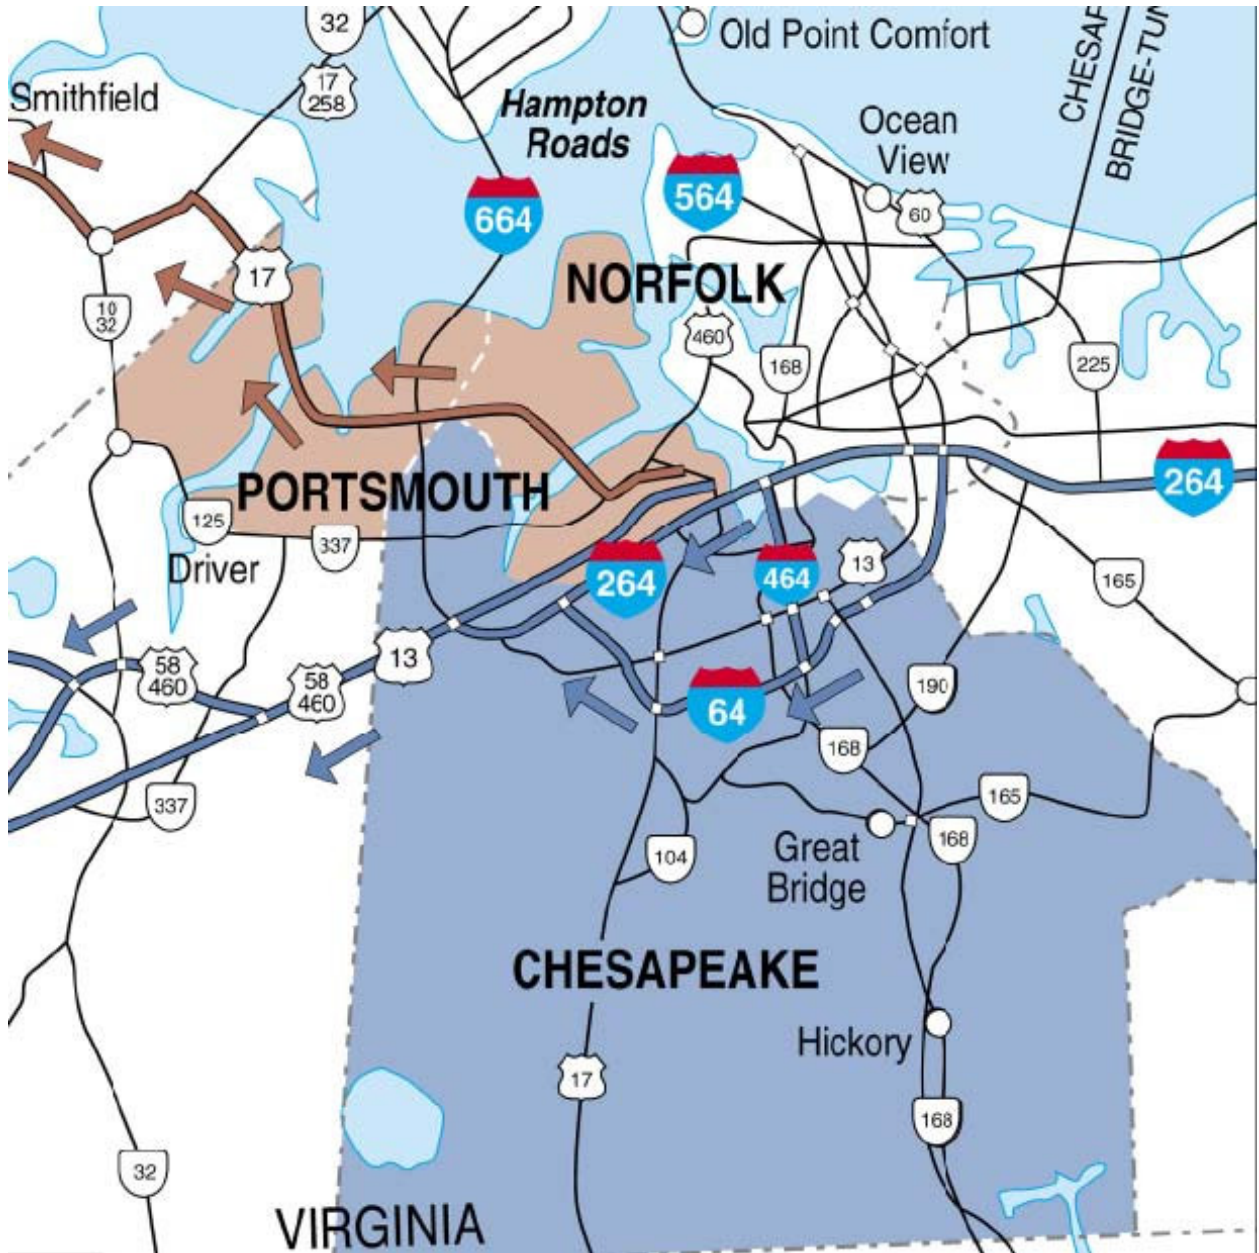 32
17
258
Old Point Comfort
CHESAP
BRIDGE-TUN
Smithfield
Hampton
Roads
Ocean
View
664
564
60
17
NORFOLK
10
32
460
168
225
PORTSMOUTH
264
125
337
Driver
264
464
13
165
58
460
58
460
13
64
190
168
337
165
104
Great
Bridge
168
CHESAPEAKE
Hickory
17
168
32
VIRGINIA